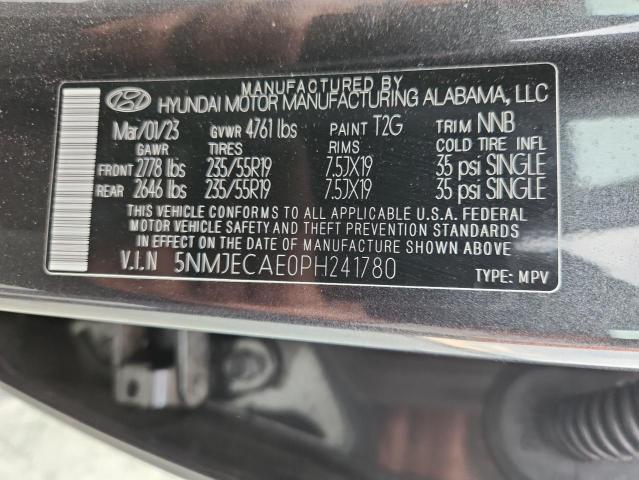 MANUFACTURED BY
HYUNDAI MOTOR MANUFACTURING ALABAMA, LLC
Mar/01/23 GVWR 4761 lbs PAINT T2G TRIM NNB
GAWR TIRES RIMS COLD TIRE INFL
FRONT 2778 lbs 235/55R19 7.5JX19 35 psi SINGLE
REAR 2646 lbs 235/55R19 7.5JX19 35 psi SINGLE
THIS VEHICLE CONFORMS TO ALL APPLICABLE U.S.A. FEDERAL
MOTOR VEHICLE SAFETY AND THEFT PREVENTION STANDARDS
IN EFFECT ON THE DATE OF MANUFACTURE SHOWN ABOVE.
V.I.N 5NMJECAE0PH241780 TYPE: MPV